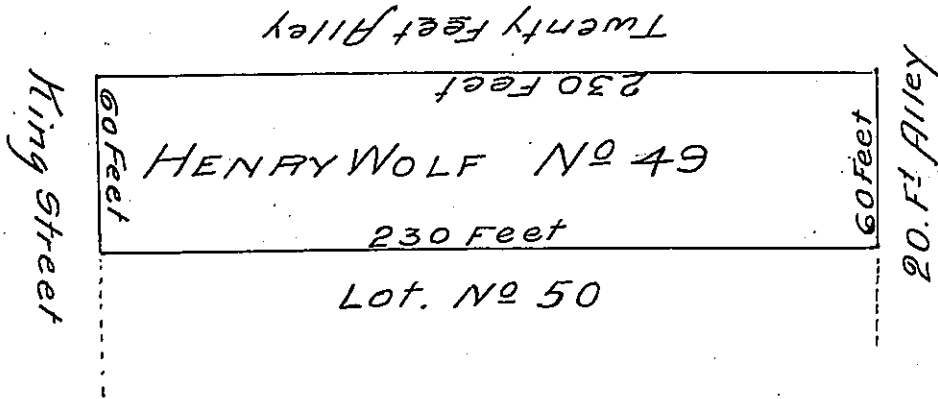 Twenty Feet Alley
230 Feet
King Street
60 Feet
HENRY WOLF Nº 49
60 Feet
20. Ft Alley
230 Feet
Lot. Nº 50